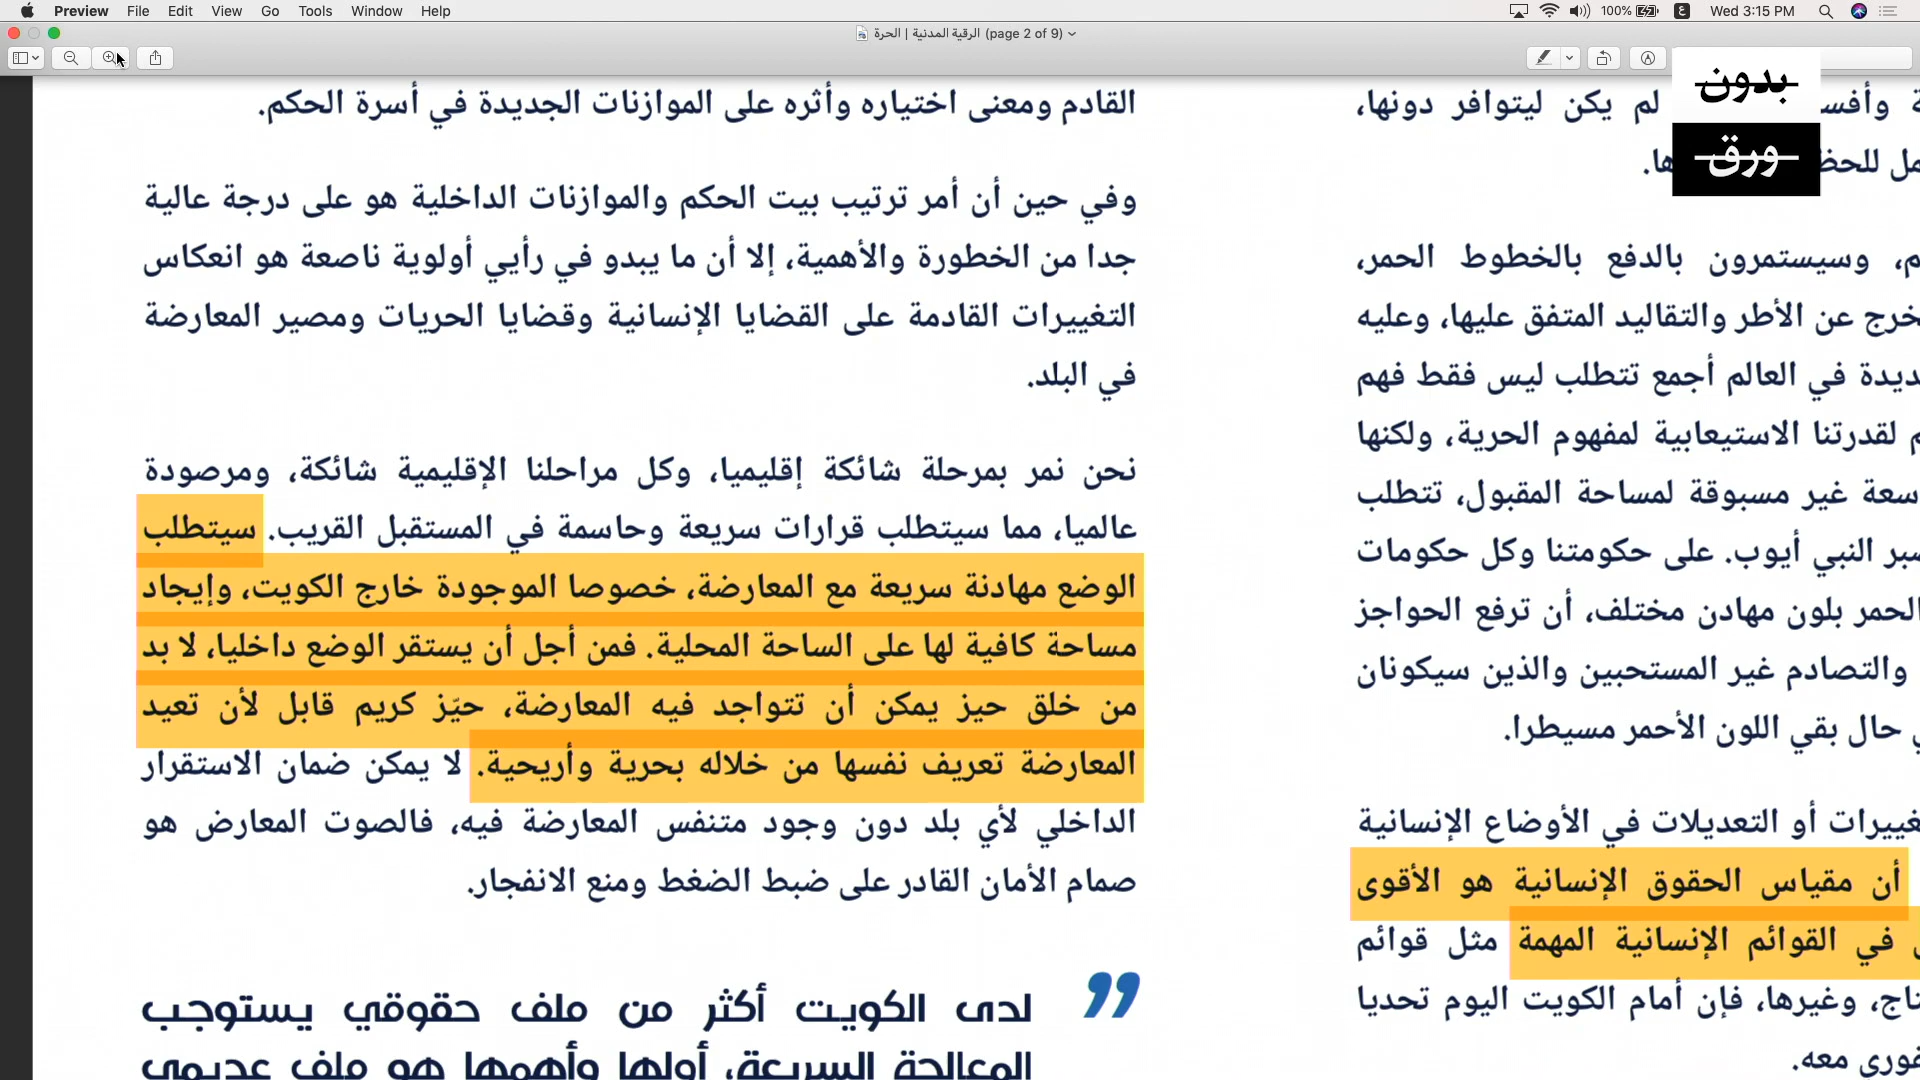 Preview File Edit View Go Tools Window Help
100% ع Wed 3:15 PM
الرقية المدنية | الحرة (page 2 of 9)
بدون
ورق
القادم ومعنى اختياره وأثره على الموازنات الجديدة في أسرة الحكم.
وفي حين أن أمر ترتيب بيت الحكم والموازنات الداخلية هو على درجة عالية
جدا من الخطورة والأهمية، إلا أن ما يبدو في رأيي أولوية ناصعة هو انعكاس
التغييرات القادمة على القضايا الإنسانية وقضايا الحريات ومصير المعارضة
في البلد.
نحن نمر بمرحلة شائكة إقليميا، وكل مراحلنا الإقليمية شائكة، ومرصودة
عالميا، مما سيتطلب قرارات سريعة وحاسمة في المستقبل القريب. سيتطلب
الوضع مهادنة سريعة مع المعارضة، خصوصا الموجودة خارج الكويت، وإيجاد
مساحة كافية لها على الساحة المحلية. فمن أجل أن يستقر الوضع داخليا، لا بد
من خلق حيز يمكن أن تتواجد فيه المعارضة، حيّز كريم قابل لأن تعيد
المعارضة تعريف نفسها من خلاله بحرية وأريحية. لا يمكن ضمان الاستقرار
الداخلي لأي بلد دون وجود متنفس المعارضة فيه، فالصوت المعارض هو
صمام الأمان القادر على ضبط الضغط ومنع الانفجار.
لدى الكويت أكثر من ملف حقوقي يستوجب
المعالجة السريعة، أولها وأهمها هو ملف عديمي
لم يكن ليتوافر دونها،
وسيستمرون بالدفع بالخطوط الحمر،
عن الأطر والتقاليد المتفق عليها، وعليه
في العالم أجمع تتطلب ليس فقط فهم
لقدرتنا الاستيعابية لمفهوم الحرية، ولكنها
غير مسبوقة لمساحة المقبول، تتطلب
النبي أيوب. على حكومتنا وكل حكومات
الحمر بلون مهادن مختلف، أن ترفع الحواجز
والتصادم غير المستحبين والذين سيكونان
حال بقي اللون الأحمر مسيطرا.
أو التعديلات في الأوضاع الإنسانية
أن مقياس الحقوق الإنسانية هو الأقوى
في القوائم الإنسانية المهمة مثل قوائم
وغيرها، فإن أمام الكويت اليوم تحديا
معه.